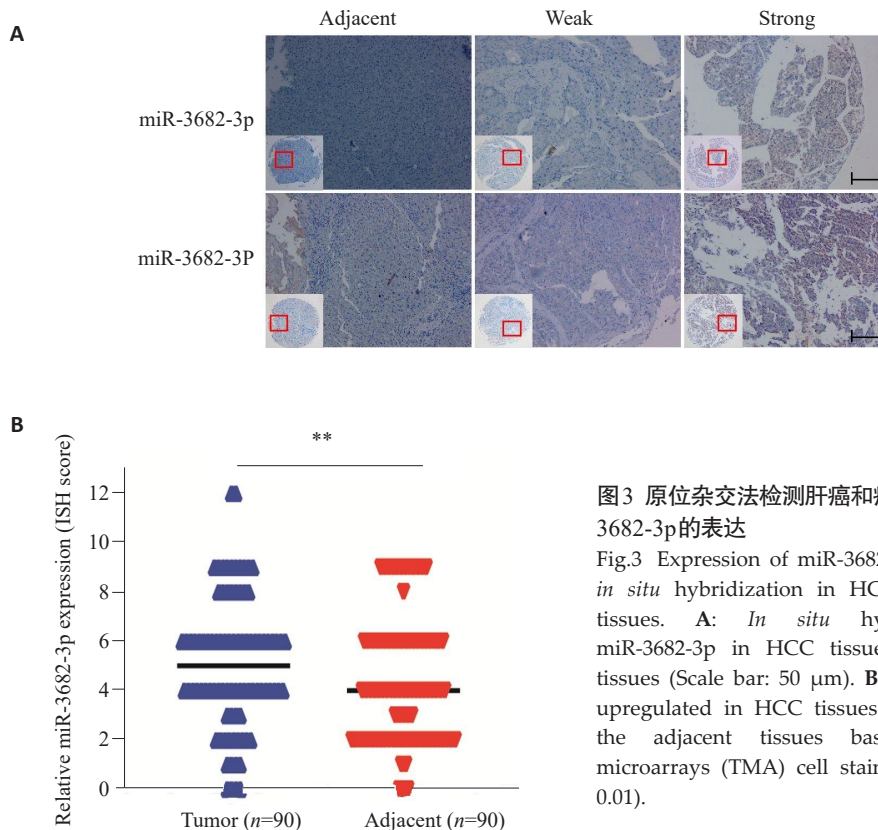 A
Adjacent Weak Strong
miR-3682-3p
miR-3682-3P
B
**
Relative miR-3682-3p expression (ISH score)
12
10
8
6
4
2
0
Tumor (n=90) Adjacent (n=90)
图3 原位杂交法检测肝癌和
3682-3p的表达
Fig.3 Expression of miR-368
in situ hybridization in HC
tissues. A: In situ hy
miR-3682-3p in HCC tissue
tissues (Scale bar: 50 μm). B
upregulated in HCC tissues
the adjacent tissues bas
microarrays (TMA) cell stain
0.01).